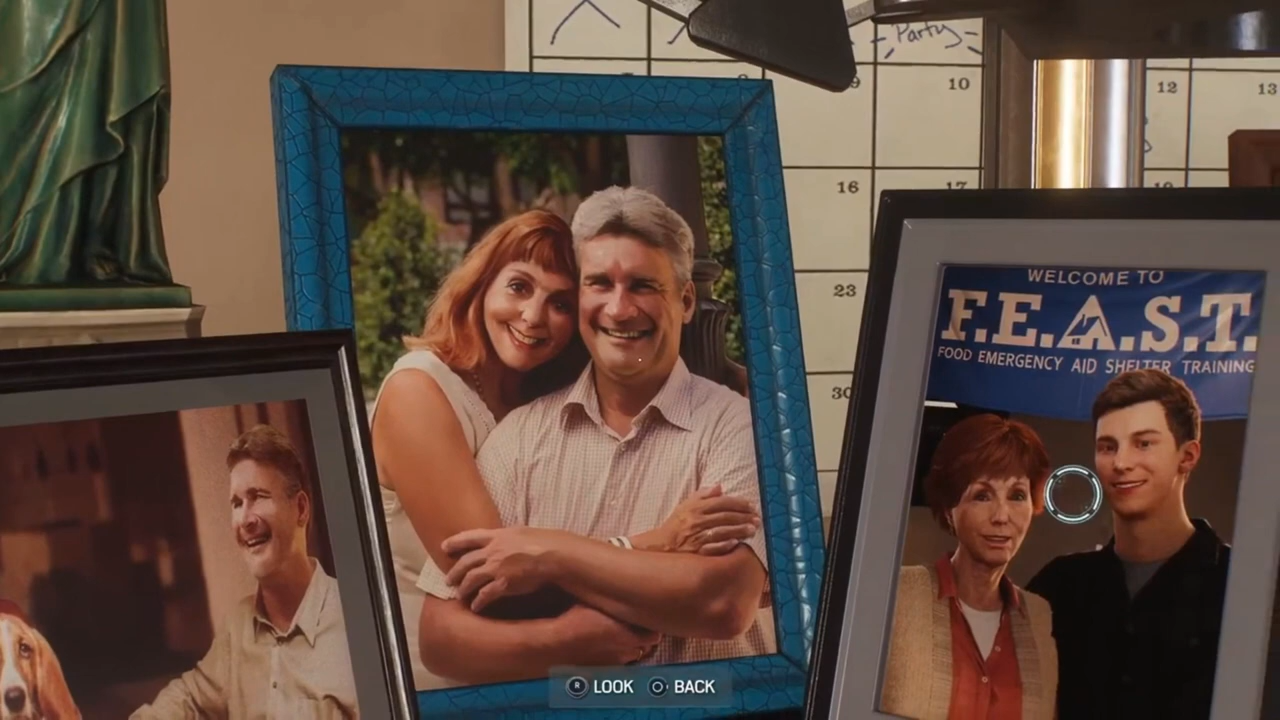 Party
9
10
12
13
16
17
23
30
WELCOME TO
F.E.A.S.T.
FOOD EMERGENCY AID SHELTER TRAINING
R LOOK BACK